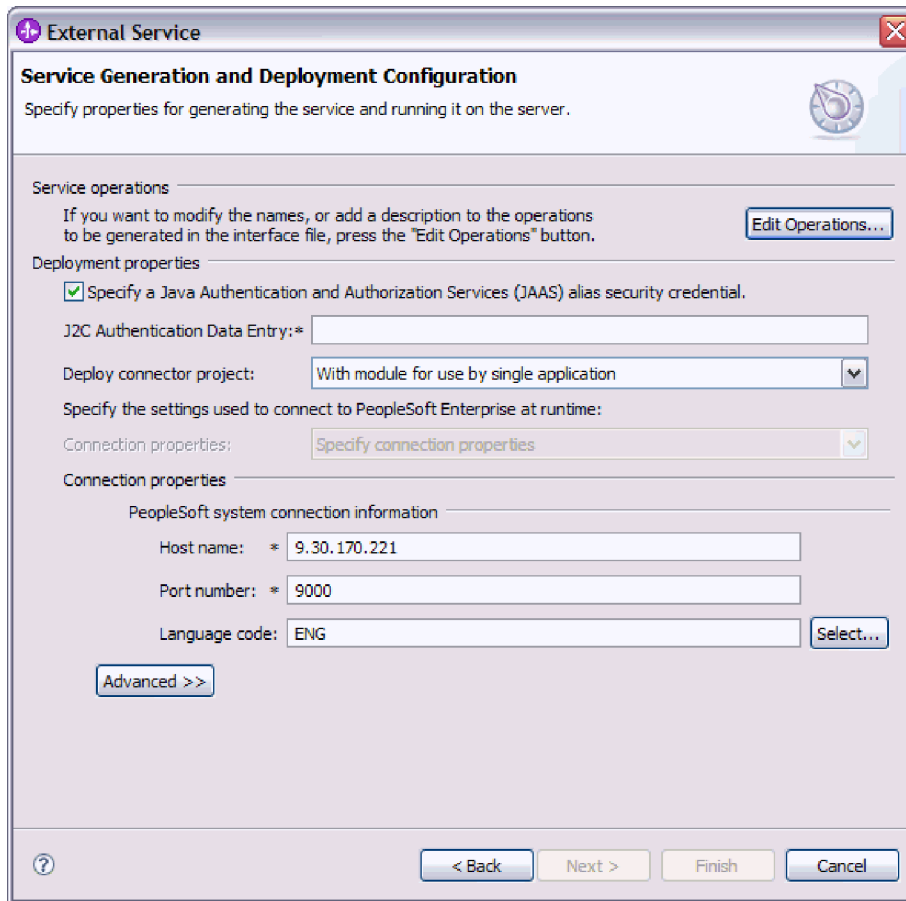 External Service
Service Generation and Deployment Configuration
Specify properties for generating the service and running it on the server.
Service operations
If you want to modify the names, or add a description to the operations
to be generated in the interface file, press the "Edit Operations" button.
Edit Operations...
Deployment properties
Specify a Java Authentication and Authorization Services (JAAS) alias security credential.
J2C Authentication Data Entry:*
Deploy connector project: With module for use by single application
Specify the settings used to connect to PeopleSoft Enterprise at runtime:
Connection properties: Specify connection properties
Connection properties
PeopleSoft system connection information
Host name: * 9.30.170.221
Port number: * 9000
Language code: ENG Select...
Advanced >>
? < Back Next > Finish Cancel